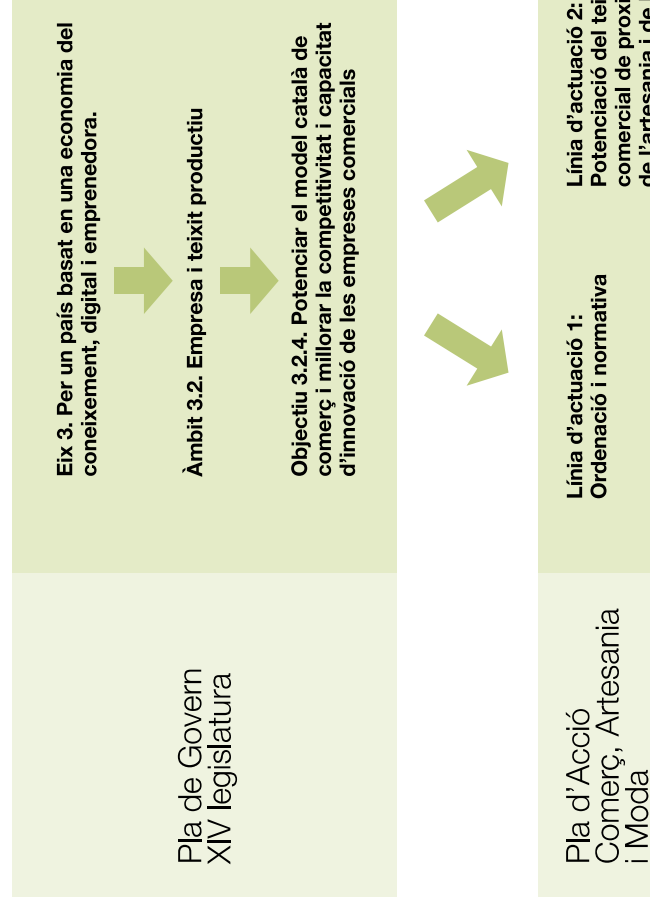 Pla de Govern
XIV legislatura
Eix 3. Per un país basat en una economia del
coneixement, digital i emprenedora.
Àmbit 3.2. Empresa i teixit productiu
Objectiu 3.2.4. Potenciar el model català de
comerç i millorar la competitivitat i capacitat
d’innovació de les empreses comercials
Pla d’Acció
Comerç, Artesania
i Moda
Línia d’actuació 1:
Ordenació i normativa
Línia d’actuació 2:
Potenciació del tei
comercial de proxi
de l’artesania i de